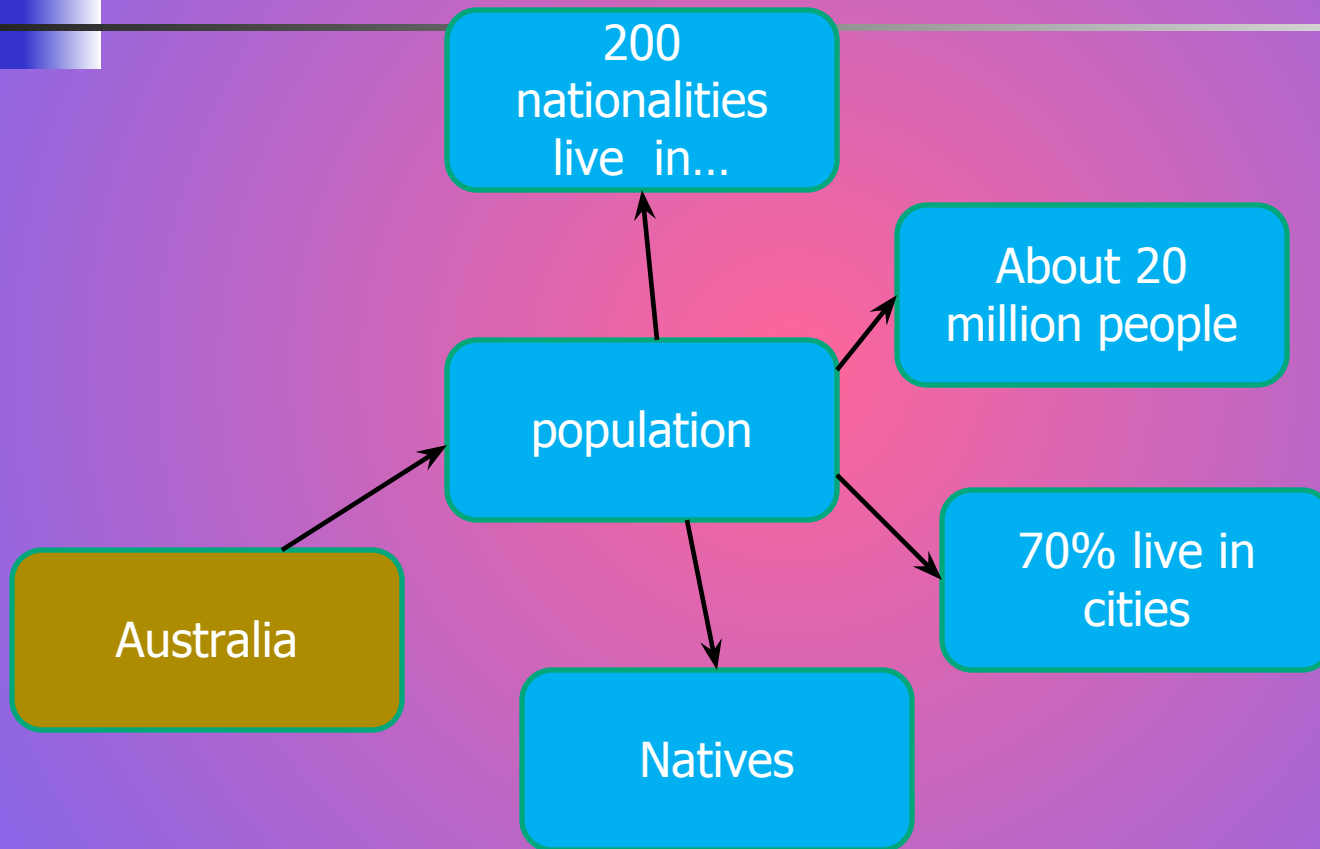 200
nationalities
live in...
About 20
million people
population
70% live in
cities
Australia
Natives